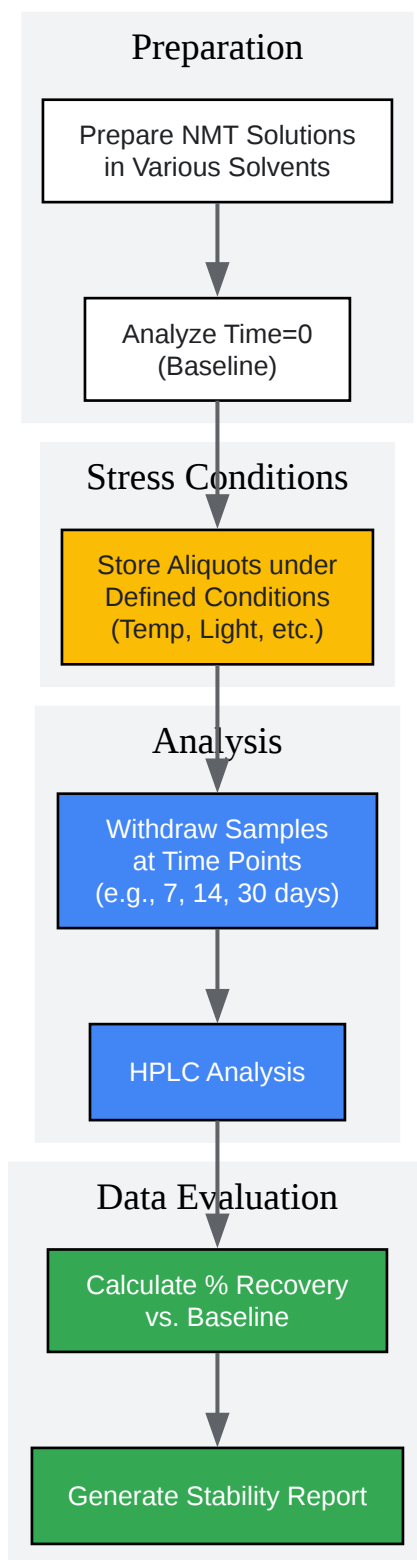 Preparation
Prepare NMT Solutions
in Various Solvents
Analyze Time=0
(Baseline)
Stress Conditions
Store Aliquots under
Defined Conditions
(Temp, Light, etc.)
Analysis
Withdraw Samples
at Time Points
(e.g., 7, 14, 30 days)
HPLC Analysis
Data Evaluation
Calculate % Recovery
vs. Baseline
Generate Stability Report